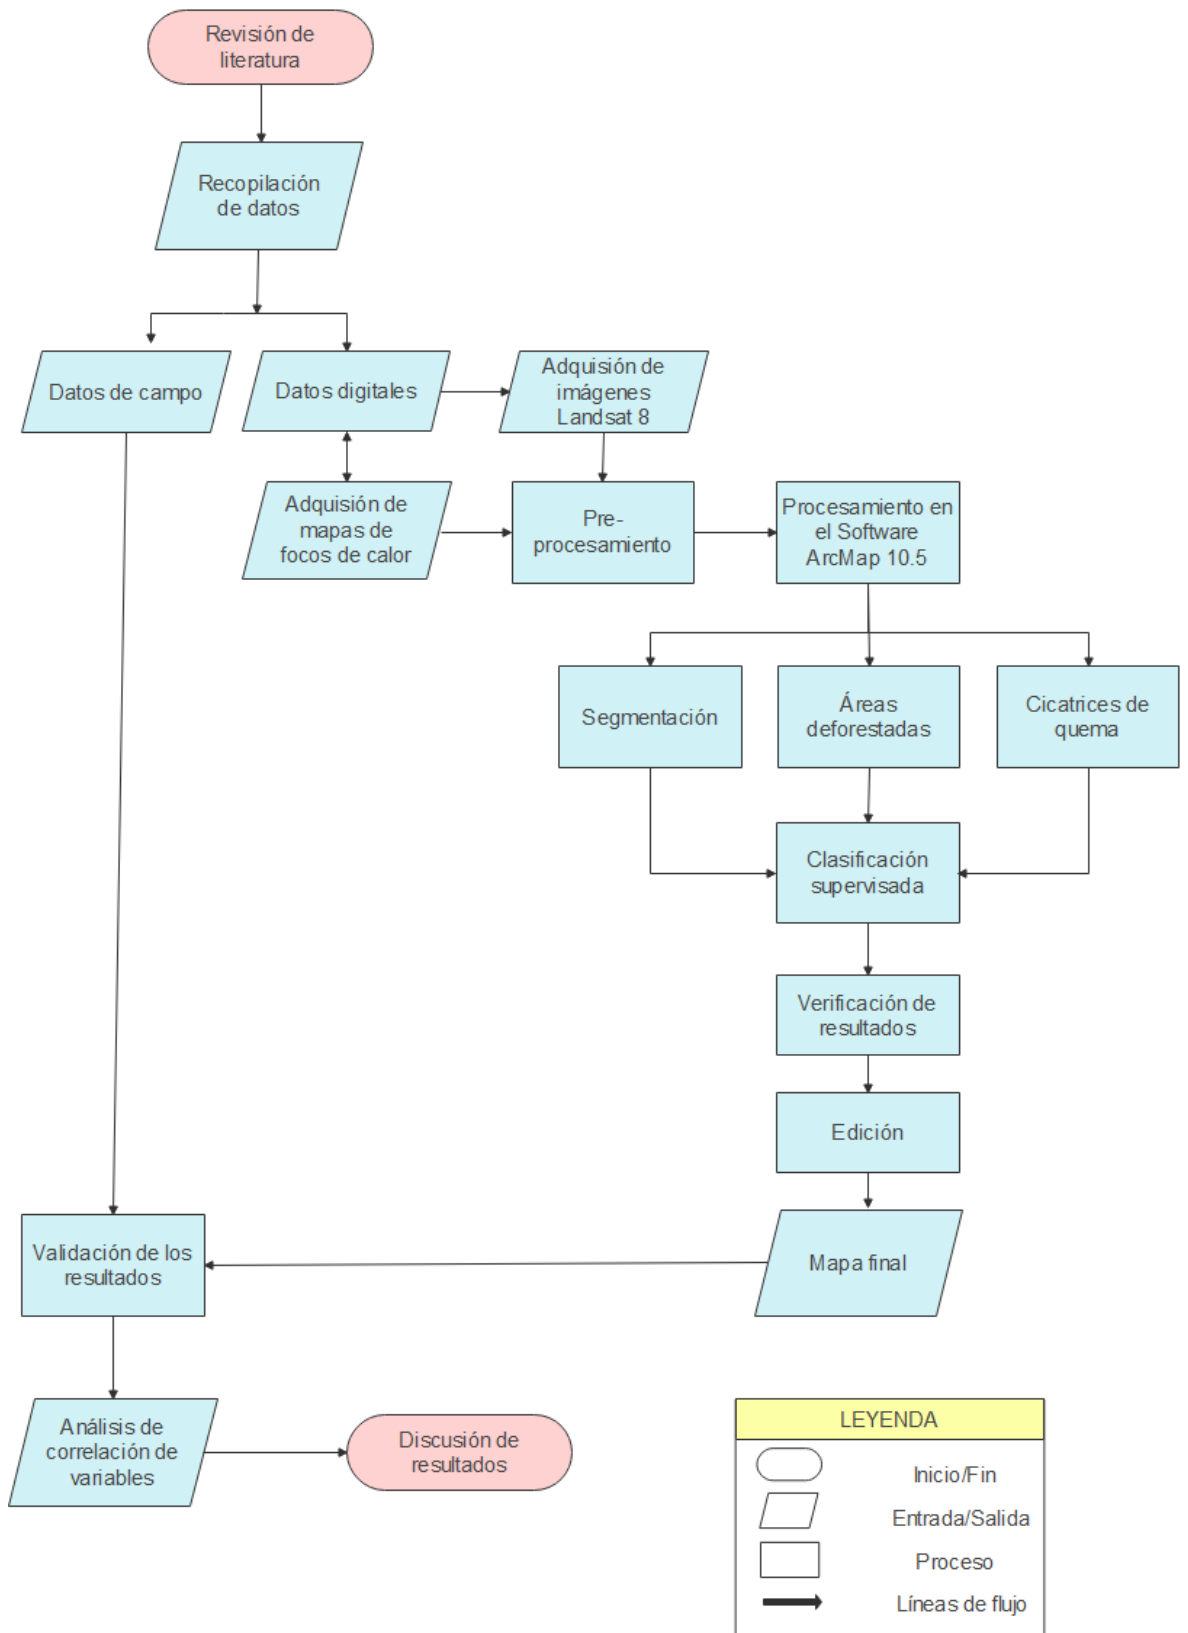 Revisión de
literatura
Recopilación
de datos
Datos de campo
Datos digitales
Adquisión de
imágenes
Landsat 8
Adquisión de
mapas de
focos de calor
Pre-
procesamiento
Procesamiento en
el Software
ArcMap 10.5
Segmentación
Áreas
deforestadas
Cicatrices de
quema
Clasificación
supervisada
Verificación de
resultados
Edición
Mapa final
Validación de los
resultados
Análisis de
correlación de
variables
Discusión de
resultados
LEYENDA
Inicio/Fin
Entrada/Salida
Proceso
Líneas de flujo